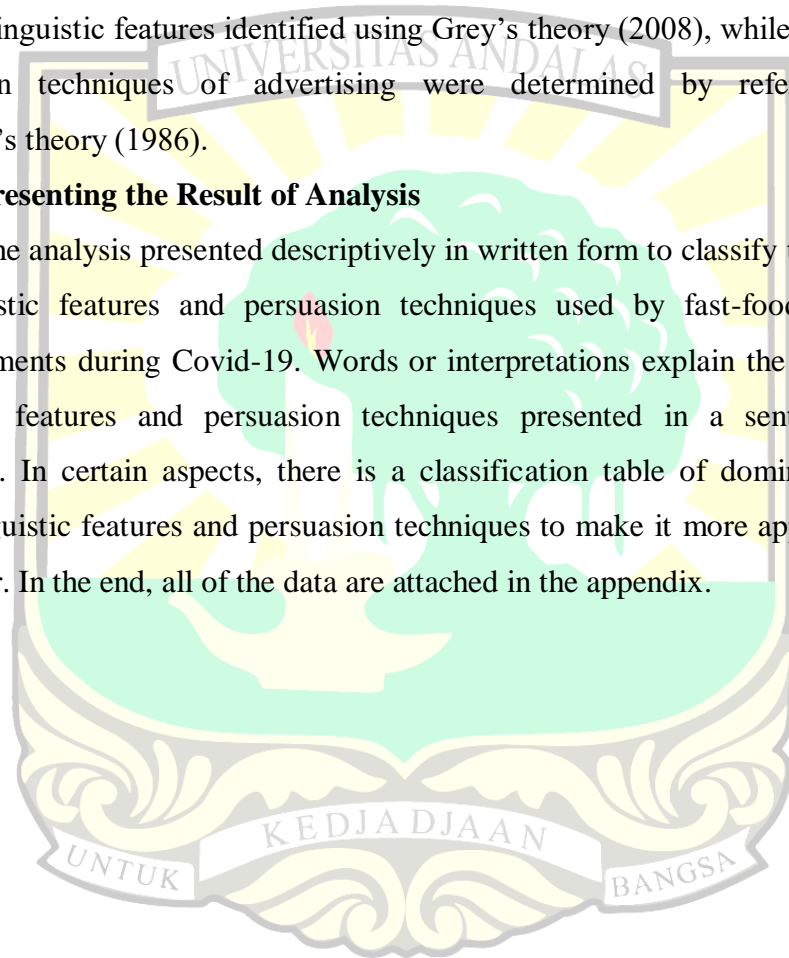 inguistic features identified using Grey's theory (2008), while
n techniques of advertising were determined by refe
's theory (1986).
resenting the Result of Analysis
he analysis presented descriptively in written form to classify t
stic features and persuasion techniques used by fast-food
ments during Covid-19. Words or interpretations explain the
features and persuasion techniques presented in a sent
. In certain aspects, there is a classification table of domi
guistic features and persuasion techniques to make it more app
r. In the end, all of the data are attached in the appendix.
UNIVERSITAS ANDALAS
UNTUK KEDJADJAAN BANGSA